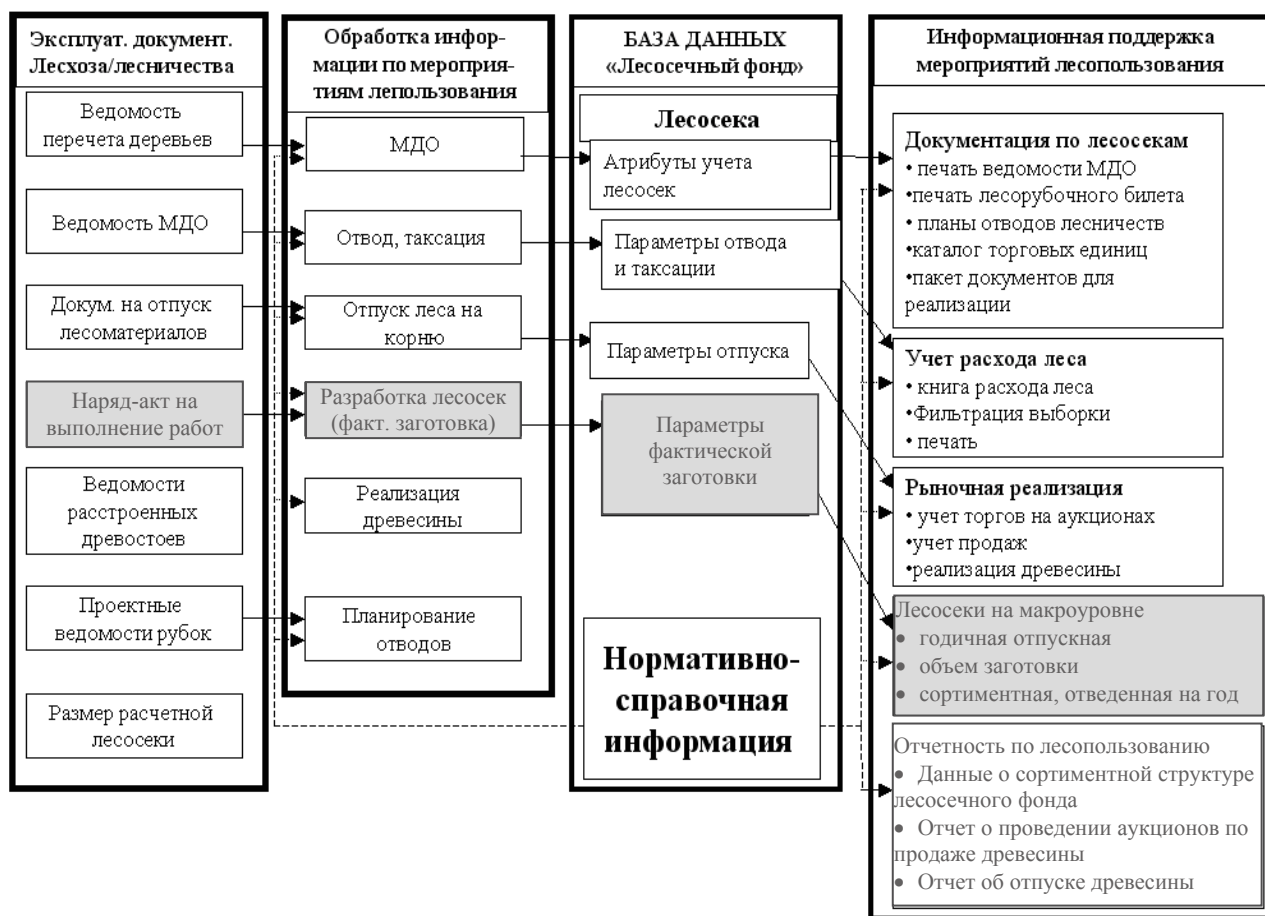 Эксплуат. документ.
Лесхоза/лесничества
Ведомость
перечета деревьев
Ведомость МДО
Докум. на отпуск
лесоматериалов
Наряд-акт на
выполнение работ
Ведомости
расстроенных
древостоев
Проектные
ведомости рубок
Размер расчетной
лесосеки
Обработка инфор-
мации по мероприя-
тиям лепользования
МДО
Отвод, таксация
Отпуск леса на
корню
Разработка лесосек
(факт. заготовка)
Реализация
древесины
Планирование
отводов
БАЗА ДАННЫХ
«Лесосечный фонд»
Лесосека
Атрибуты учета
лесосек
Параметры отвода
и таксации
Параметры отпуска
Параметры
фактической
заготовки
Нормативно-
справочная
информация
Информационная поддержка
мероприятий лесопользования
Документация по лесосекам
• печать ведомости МДО
•печать лесорубочного билета
• планы отводов лесничеств
•каталог торговых единиц
•пакет документов для
реализации
Учет расхода леса
• книга расхода леса
•Фильтрация выборки
• печать
Рыночная реализация
• учет торгов на аукционах
•учет продаж
•реализация древесины
Лесосеки на макроуровне
• годичная отпускная
• объем заготовки
• сортиментная, отведенная на год
Отчетность по лесопользованию
• Данные о сортиментной структуре
лесосечного фонда
• Отчет о проведении аукционов по
продаже древесины
• Отчет об отпуске древесины